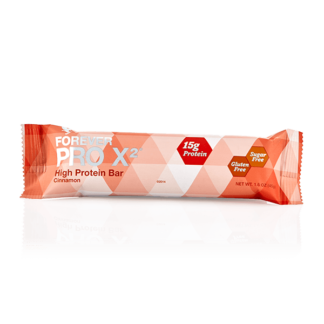 FOREVER
PRO X²
High Protein Bar
Cinnamon
15g
Protein
Sugar
Free
Gluten
Free
NET WT.